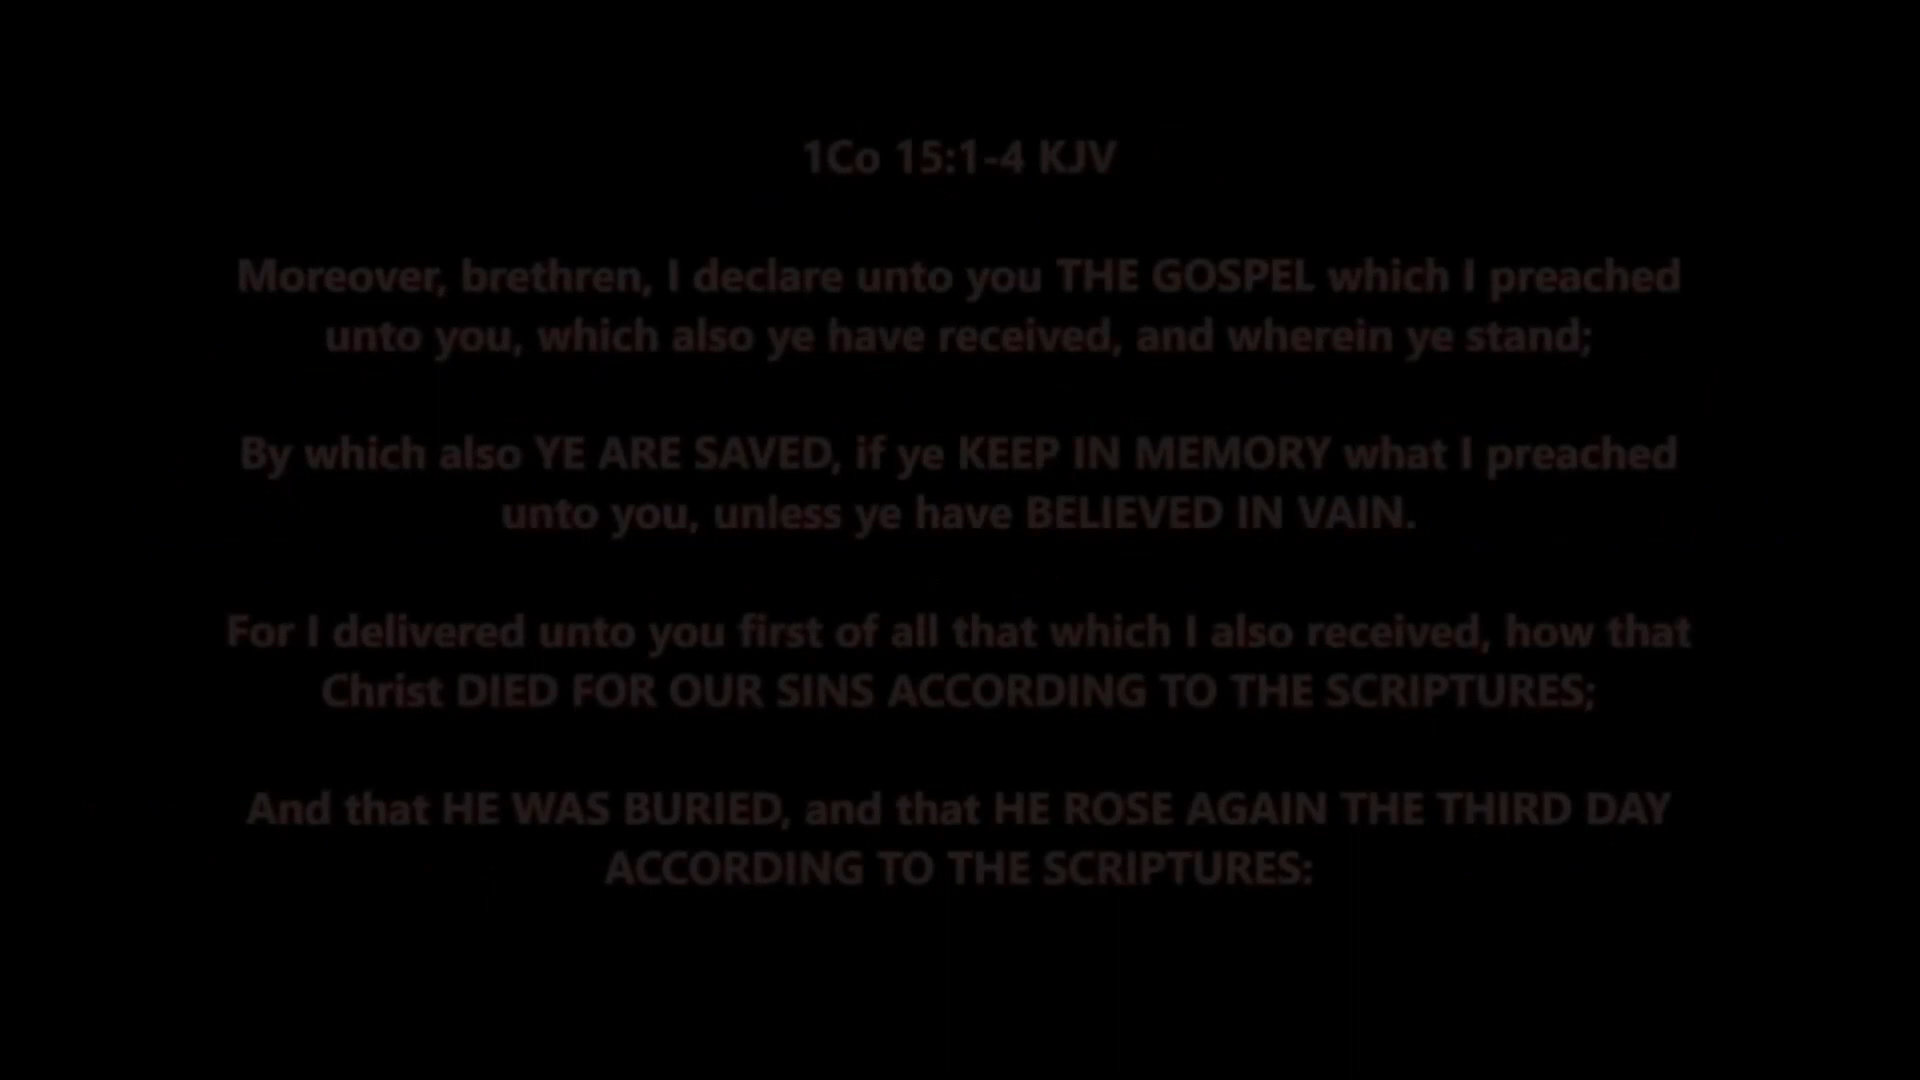 1Co 15:1-4 KJV
Moreover, brethren, I declare unto you THE GOSPEL which I preached
unto you, which also ye have received, and wherein ye stand;
By which also YE ARE SAVED, if ye KEEP IN MEMORY what I preached
unto you, unless ye have BELIEVED IN VAIN.
For I delivered unto you first of all that which I also received, how that
Christ DIED FOR OUR SINS ACCORDING TO THE SCRIPTURES;
And that HE WAS BURIED, and that HE ROSE AGAIN THE THIRD DAY
ACCORDING TO THE SCRIPTURES: